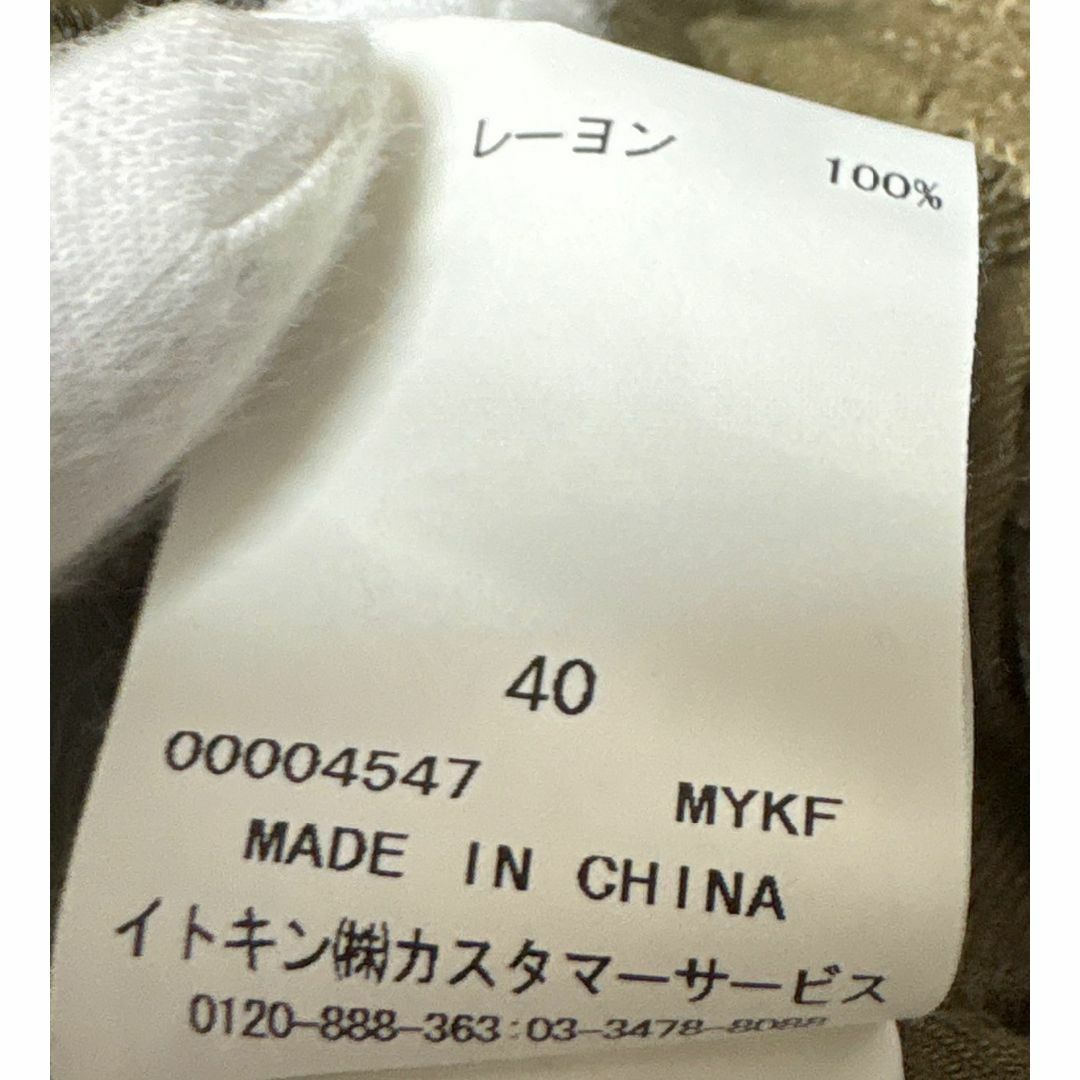 レーヨン 100%
40
00004547 MYKF
MADE IN CHINA
イトキン㈱カスタマーサービス
0120-888-363:03-3478-8088